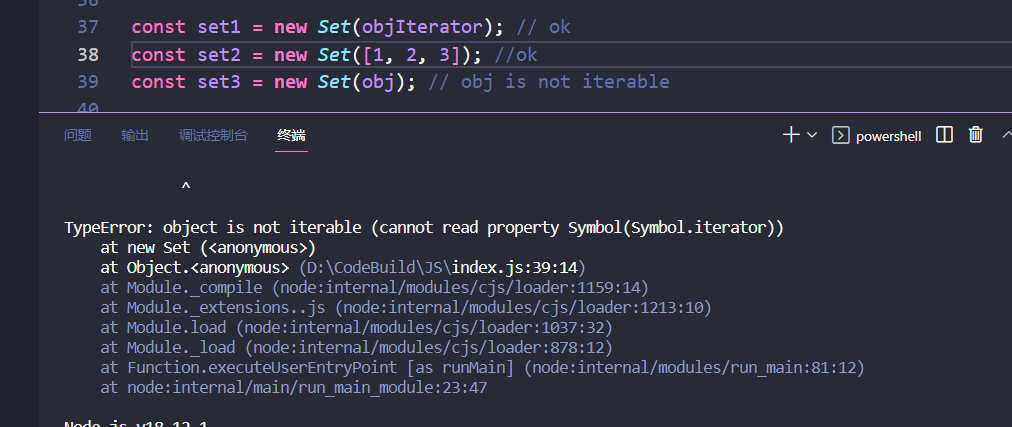 36
37 const set1 = new Set(objIterator); // ok
38 const set2 = new Set([1, 2, 3]); //ok
39 const set3 = new Set(obj); // obj is not iterable
40
问题 输出 调试控制台 终端 powershell
^
TypeError: object is not iterable (cannot read property Symbol(Symbol.iterator))
at new Set (<anonymous>)
at Object.<anonymous> (D:\CodeBuild\JS\index.js:39:14)
at Module._compile (node:internal/modules/cjs/loader:1159:14)
at Module._extensions..js (node:internal/modules/cjs/loader:1213:10)
at Module.load (node:internal/modules/cjs/loader:1037:32)
at Module._load (node:internal/modules/cjs/loader:878:12)
at Function.executeUserEntryPoint [as runMain] (node:internal/modules/run_main:81:12)
at node:internal/main/run_main_module:23:47
Node.js v18.12.1